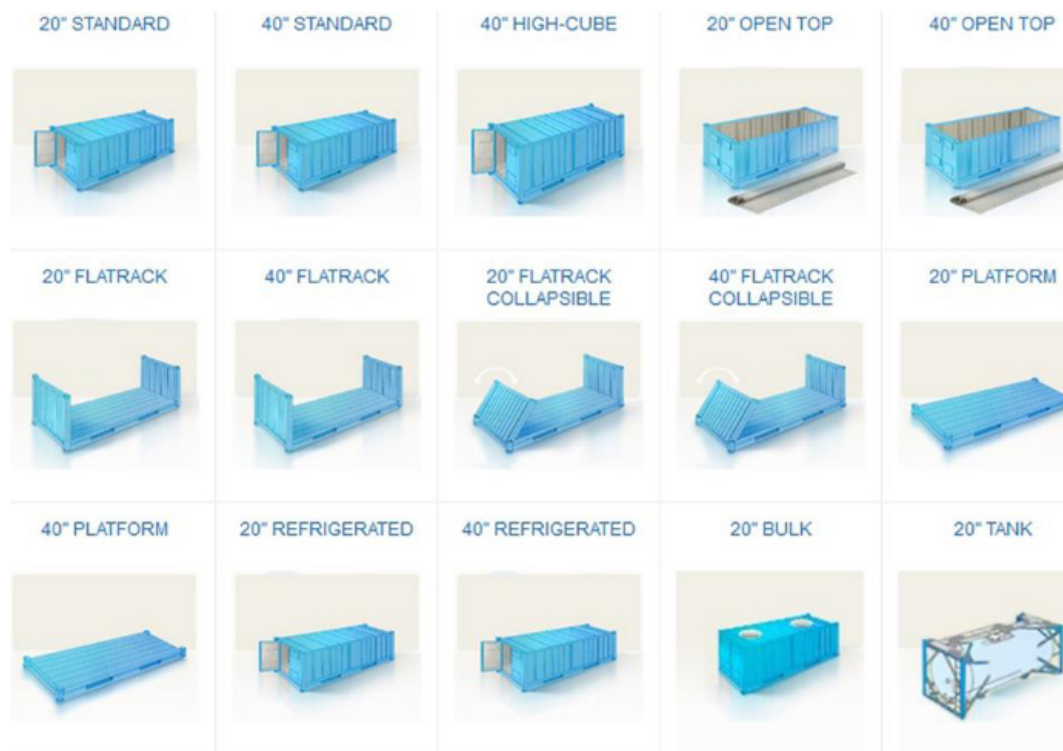 20" STANDARD
40" STANDARD
40" HIGH-CUBE
20" OPEN TOP
40" OPEN TOP
20" FLATRACK
40" FLATRACK
20" FLATRACK
COLLAPSIBLE
40" FLATRACK
COLLAPSIBLE
20" PLATFORM
40" PLATFORM
20" REFRIGERATED
40" REFRIGERATED
20" BULK
20" TANK